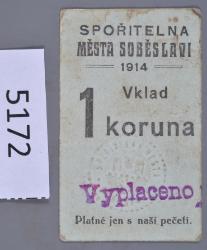 5172
SPOŘITELNA
MĚSTA SOBĚSLAVI
1914
Vklad
1 koruna
Vyplaceno
Platné jen s naší pečetí.